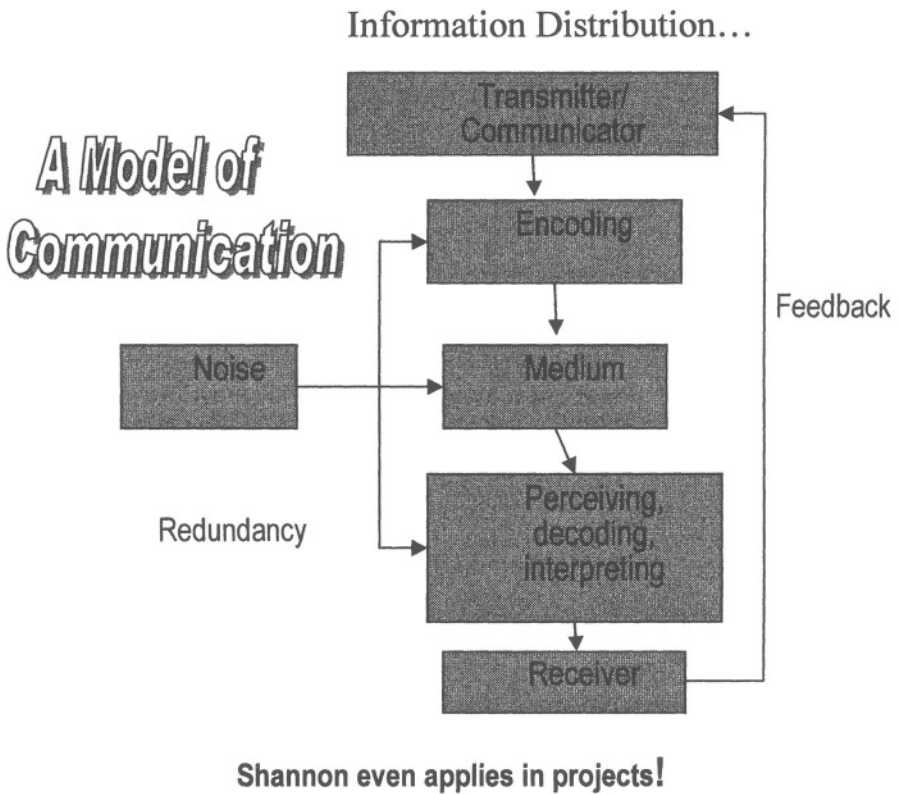 Information Distribution...
Transmitter/
Communicator
A Model of
Communication
Encoding
Feedback
Noise
Medium
Redundancy
Perceiving,
decoding,
interpreting
Receiver
Shannon even applies in projects!